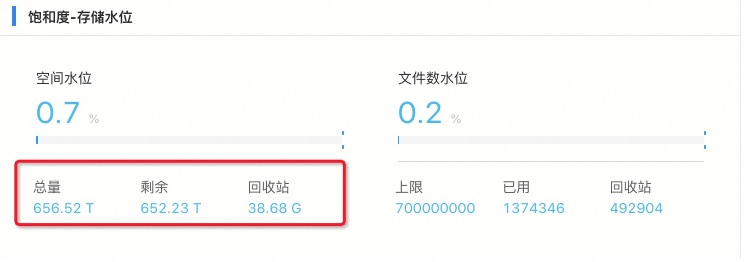 饱和度-存储水位
空间水位
0.7 %
总量 剩余 回收站
656.52 T 652.23 T 38.68 G
文件数水位
0.2 %
上限 已用 回收站
700000000 1374346 492904